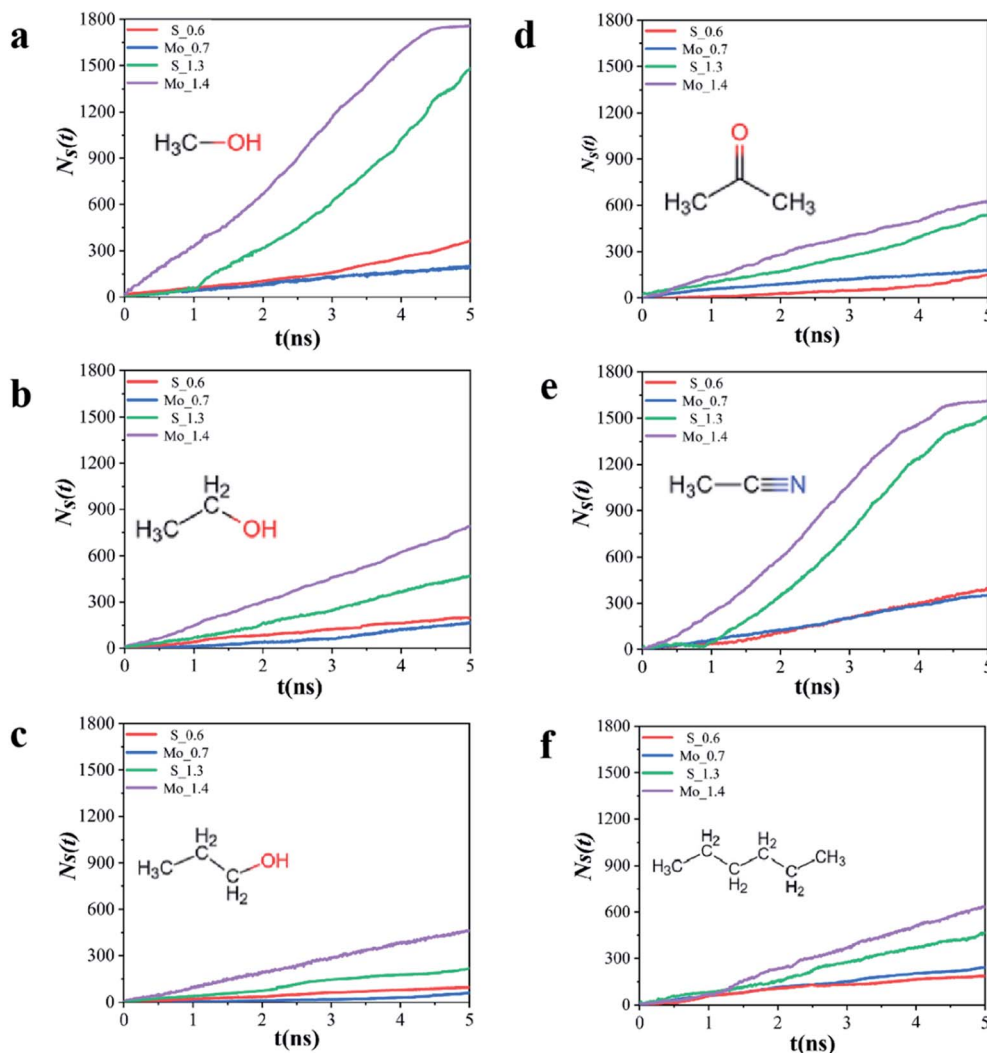 a
1800
1500
1200
900
600
300
0
Ns(t)
S_0.6
Mo_0.7
S_1.3
Mo_1.4
H3C OH
0 1 2 3 4 5
t(ns)
b
1800
1500
1200
900
600
300
0
Ns(t)
S_0.6
Mo_0.7
S_1.3
Mo_1.4
H2
C
H3C OH
0 1 2 3 4 5
t(ns)
c
1800
1500
1200
900
600
300
0
Ns(t)
S_0.6
Mo_0.7
S_1.3
Mo_1.4
H2
C OH
H3C C
H2
0 1 2 3 4 5
t(ns)
d
1800
1500
1200
900
600
300
0
Ns(t)
S_0.6
Mo_0.7
S_1.3
Mo_1.4
O
H3C CH3
0 1 2 3 4 5
t(ns)
e
1800
1500
1200
900
600
300
0
Ns(t)
S_0.6
Mo_0.7
S_1.3
Mo_1.4
H3C C N
0 1 2 3 4 5
t(ns)
f
1800
1500
1200
900
600
300
0
Ns(t)
S_0.6
Mo_0.7
S_1.3
Mo_1.4
H2 H2
C C CH3
H3C C C
H2 H2
0 1 2 3 4 5
t(ns)